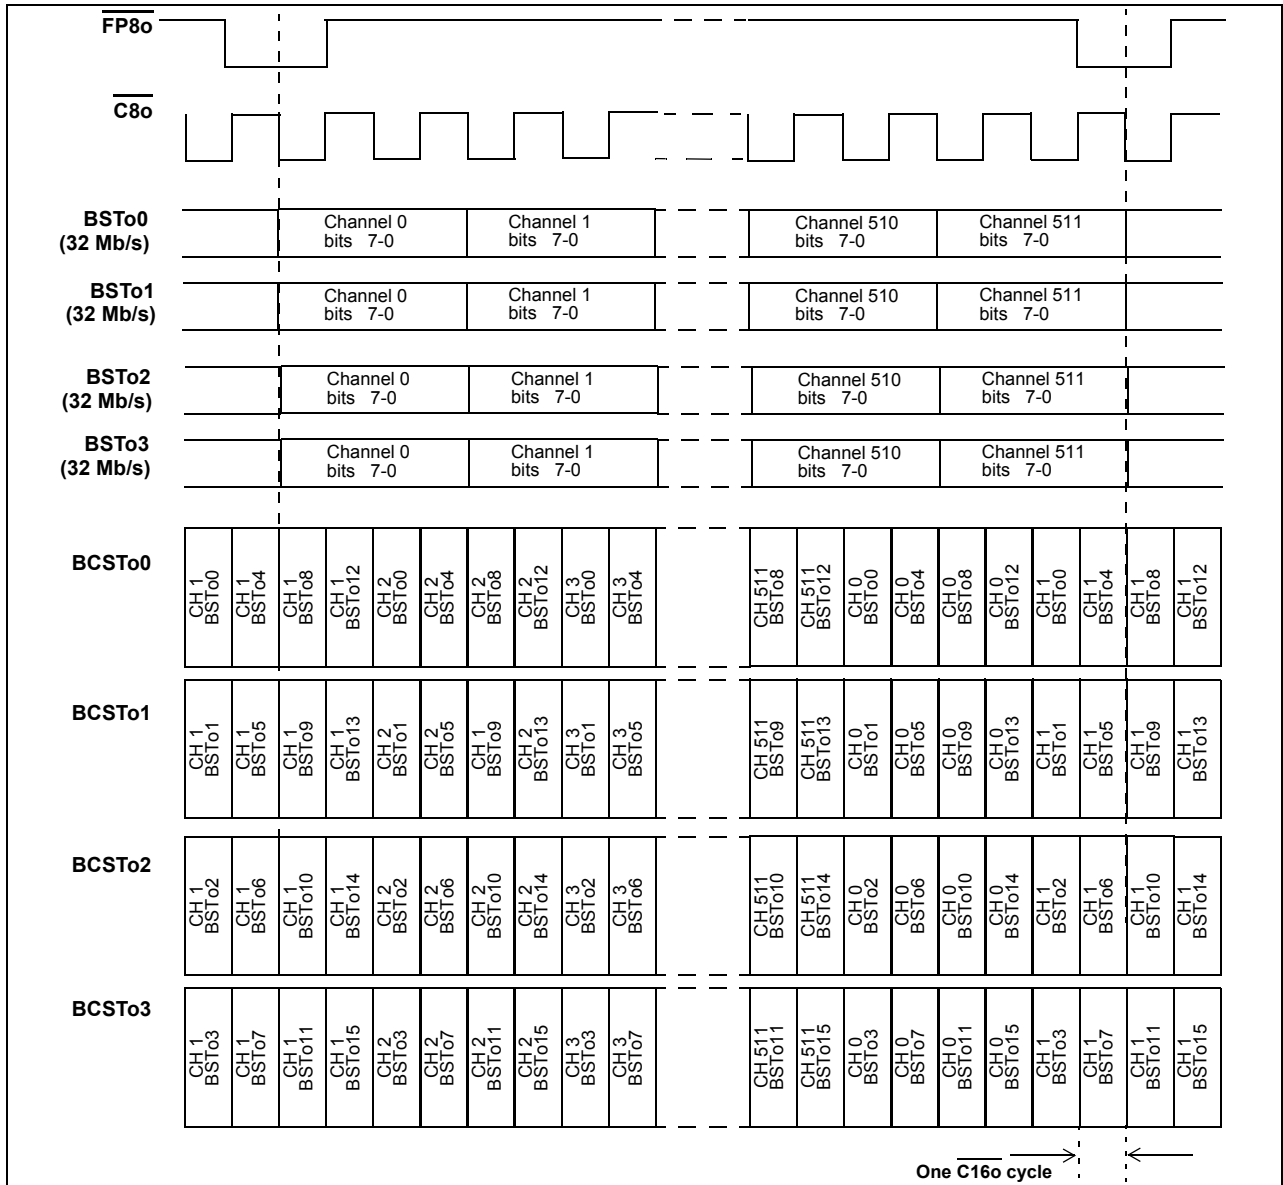 FP8o
C8o
BSTo0
(32 Mb/s)
Channel 0
bits 7-0
Channel 1
bits 7-0
Channel 510
bits 7-0
Channel 511
bits 7-0
BSTo1
(32 Mb/s)
Channel 0
bits 7-0
Channel 1
bits 7-0
Channel 510
bits 7-0
Channel 511
bits 7-0
BSTo2
(32 Mb/s)
Channel 0
bits 7-0
Channel 1
bits 7-0
Channel 510
bits 7-0
Channel 511
bits 7-0
BSTo3
(32 Mb/s)
Channel 0
bits 7-0
Channel 1
bits 7-0
Channel 510
bits 7-0
Channel 511
bits 7-0
BCSTo0
CH 1
BSTo0
CH 1
BSTo4
CH 1
BSTo8
CH 1
BSTo12
CH 2
BSTo0
CH 2
BSTo4
CH 2
BSTo8
CH 2
BSTo12
CH 3
BSTo0
CH 3
BSTo4
CH 511
BSTo8
CH 511
BSTo12
CH 0
BSTo0
CH 0
BSTo4
CH 0
BSTo8
CH 0
BSTo12
CH 1
BSTo0
CH 1
BSTo4
CH 1
BSTo8
CH 1
BSTo12
BCSTo1
CH 1
BSTo1
CH 1
BSTo5
CH 1
BSTo9
CH 1
BSTo13
CH 2
BSTo1
CH 2
BSTo5
CH 1
BSTo9
CH 2
BSTo13
CH 3
BSTo1
CH 3
BSTo5
CH 511
BSTo9
CH 511
BSTo13
CH 0
BSTo1
CH 0
BSTo5
CH 0
BSTo9
CH 0
BSTo13
CH 1
BSTo1
CH 1
BSTo5
CH 1
BSTo9
CH 1
BSTo13
BCSTo2
CH 1
BSTo2
CH 1
BSTo6
CH 1
BSTo10
CH 1
BSTo14
CH 2
BSTo2
CH 2
BSTo6
CH 2
BSTo10
CH 2
BSTo14
CH 3
BSTo2
CH 3
BSTo6
CH 511
BSTo10
CH 511
BSTo14
CH 0
BSTo2
CH 0
BSTo6
CH 0
BSTo10
CH 0
BSTo14
CH 1
BSTo2
CH 1
BSTo6
CH 1
BSTo10
CH 1
BSTo14
BCSTo3
CH 1
BSTo3
CH 1
BSTo7
CH 1
BSTo11
CH 1
BSTo15
CH 2
BSTo3
CH 2
BSTo7
CH 2
BSTo11
CH 2
BSTo15
CH 3
BSTo3
CH 3
BSTo7
CH 511
BSTo11
CH 511
BSTo15
CH 0
BSTo3
CH 0
BSTo7
CH 0
BSTo11
CH 0
BSTo15
CH 1
BSTo3
CH 1
BSTo7
CH 1
BSTo11
CH 1
BSTo15
One C16o cycle